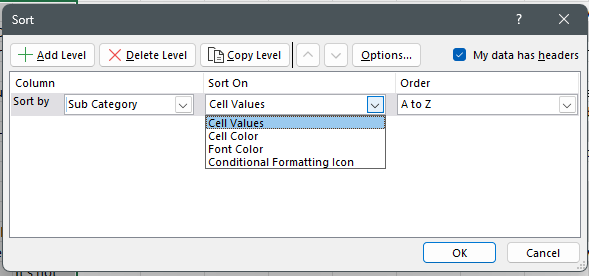 Sort ?
Add Level Delete Level Copy Level Options... My data has headers
Column Sort On Order
Sort by Sub Category Cell Values A to Z
Cell Values
Cell Color
Font Color
Conditional Formatting Icon
OK Cancel